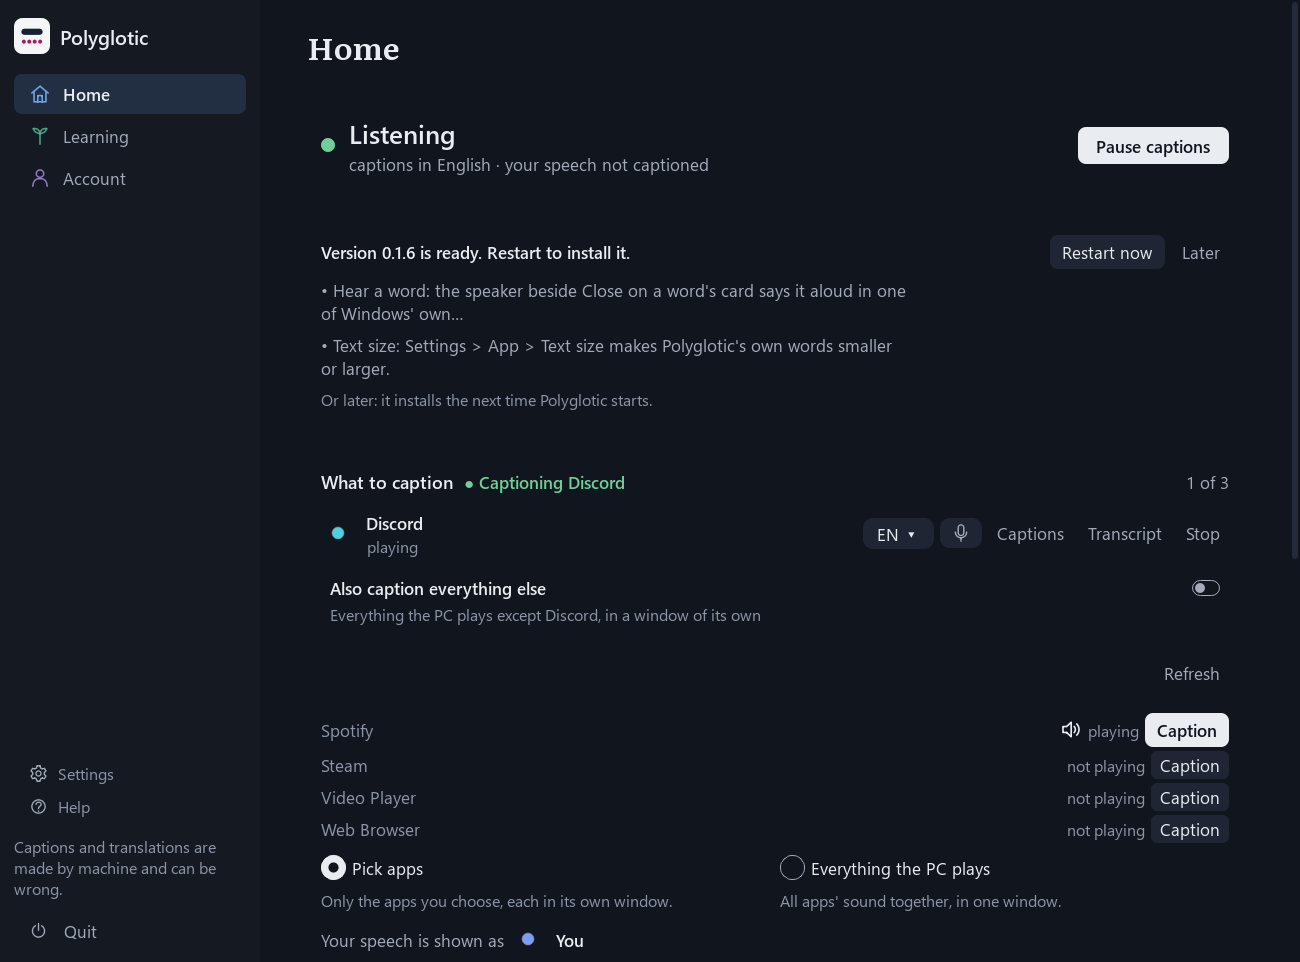 Polyglotic
Home
Learning
Account
Settings
Help
Captions and translations are
made by machine and can be
wrong.
Quit
Home
Listening
captions in English · your speech not captioned
Pause captions
Version 0.1.6 is ready. Restart to install it.
Restart now
Later
• Hear a word: the speaker beside Close on a word's card says it aloud in one
of Windows' own…
• Text size: Settings > App > Text size makes Polyglotic's own words smaller
or larger.
Or later: it installs the next time Polyglotic starts.
What to caption
• Captioning Discord
1 of 3
Discord
playing
EN ▾
Captions
Transcript
Stop
Also caption everything else
Everything the PC plays except Discord, in a window of its own
Refresh
Spotify
playing
Caption
Steam
not playing
Caption
Video Player
not playing
Caption
Web Browser
not playing
Caption
Pick apps
Only the apps you choose, each in its own window.
Everything the PC plays
All apps' sound together, in one window.
Your speech is shown as
You